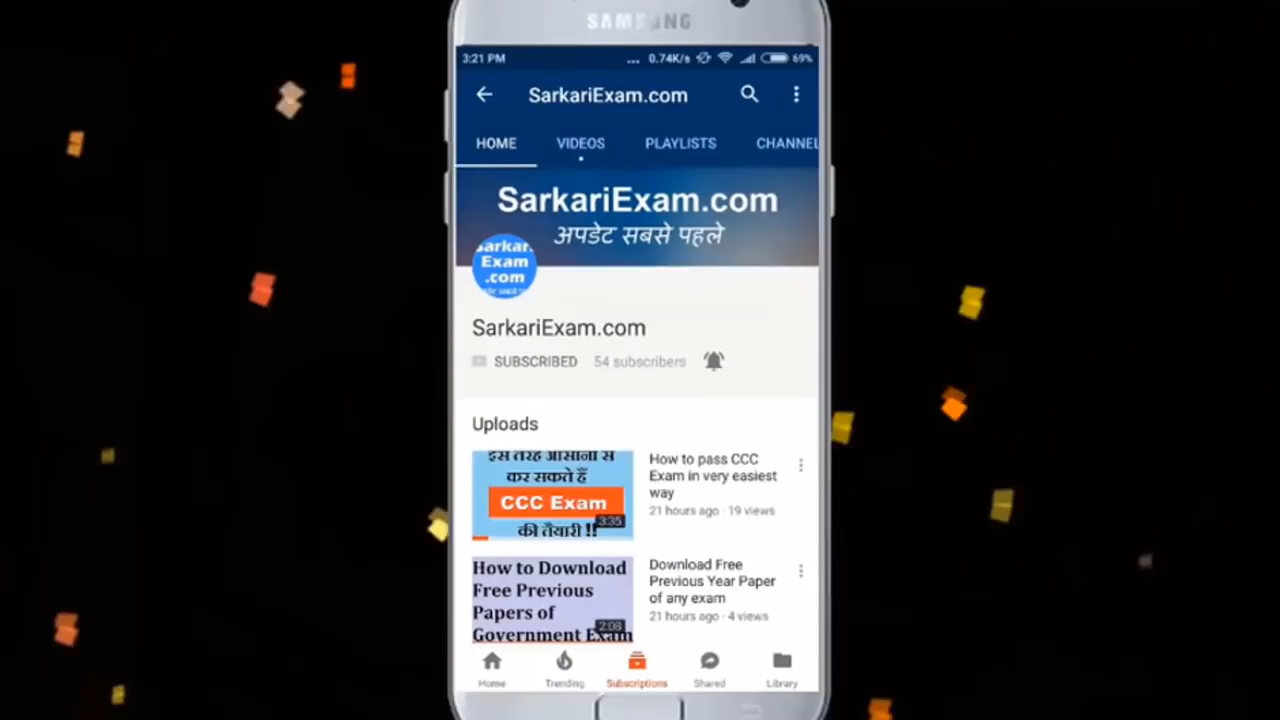 SAMSUNG
3:21 PM
... 0.74K/s 69%
SarkariExam.com
HOME VIDEOS PLAYLISTS CHANNEL
SarkariExam.com
अपडेट सबसे पहले
Sarkari
Exam
.com
SarkariExam.com
SUBSCRIBED 54 subscribers
Uploads
इस तरह आसानी से
कर सकते हैं
CCC Exam
3:35
की तैयारी !!
How to pass CCC
Exam in very easiest
way
21 hours ago · 19 views
How to Download
Free Previous
Papers of
2:08
Government Exam
Download Free
Previous Year Paper
of any exam
21 hours ago · 4 views
Home Trending Subscriptions Shared Library